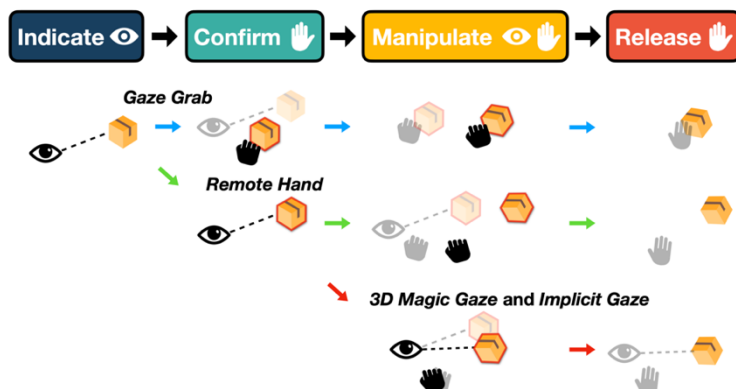 Indicate
Confirm
Manipulate
Release
Gaze Grab
Remote Hand
3D Magic Gaze and Implicit Gaze